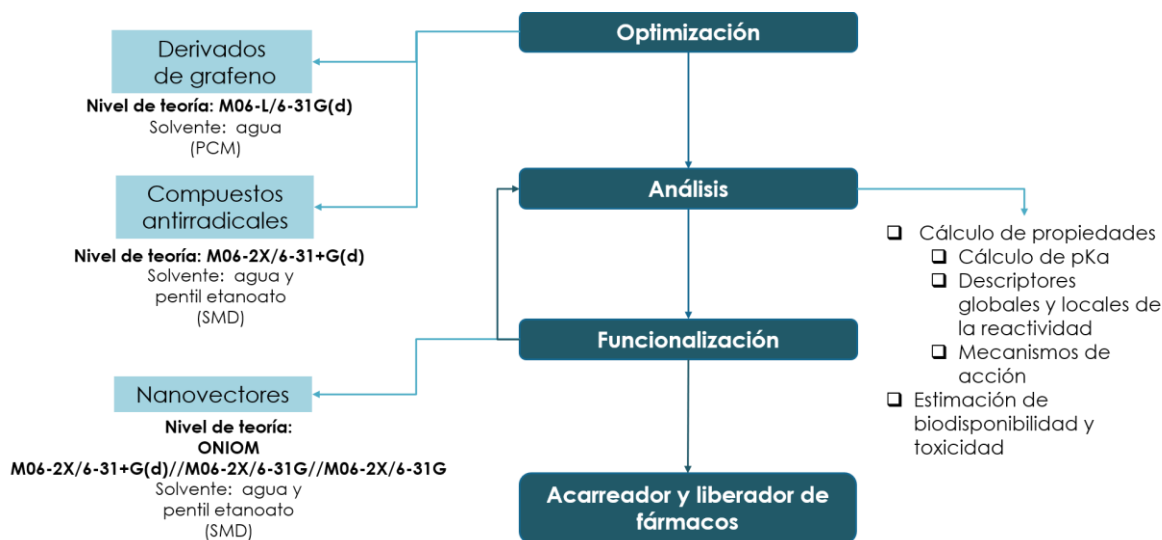 Optimización
Derivados
de grafeno
Nivel de teoría: M06-L/6-31G(d)
Solvente: agua
(PCM)
Compuestos
antirradicales
Nivel de teoría: M06-2X/6-31+G(d)
Solvente: agua y
pentil etanoato
(SMD)
Análisis
Cálculo de propiedades
Cálculo de pKa
Descriptores
globales y locales de
la reactividad
Mecanismos de
acción
Estimación de
biodisponibilidad y
toxicidad
Funcionalización
Nanovectores
Nivel de teoría:
ONIOM
M06-2X/6-31+G(d)//M06-2X/6-31G//M06-2X/6-31G
Solvente: agua y
pentil etanoato
(SMD)
Acarreador y liberador de
fármacos